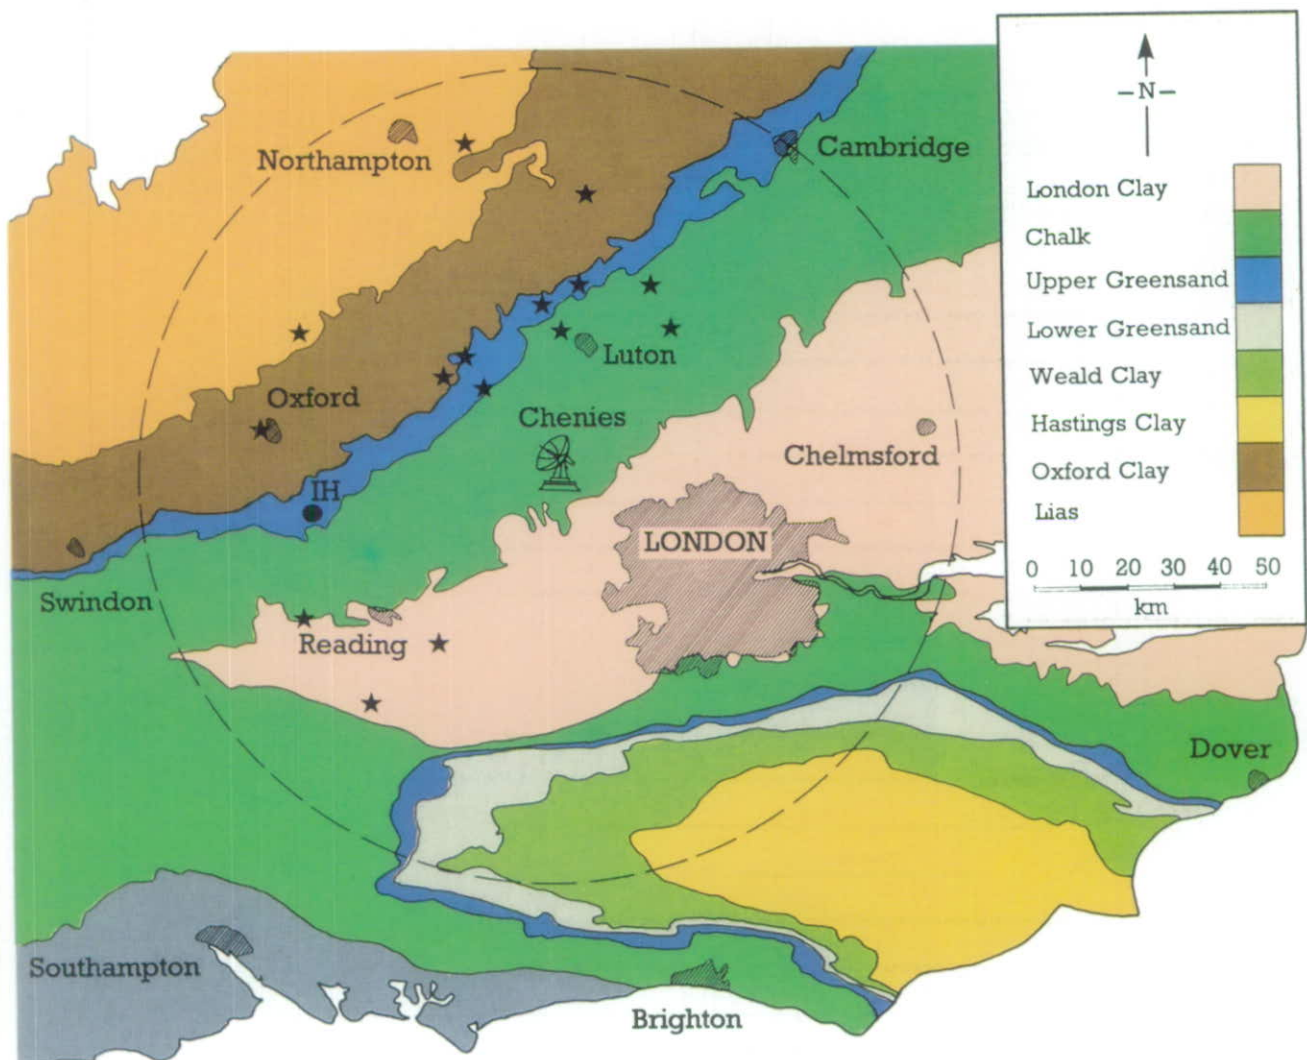 N
Northampton
Cambridge
London Clay
Chalk
Upper Greensand
Lower Greensand
Weald Clay
Hastings Clay
Oxford Clay
Lias
0 10 20 30 40 50
km
Luton
Oxford
Chenies
Chelmsford
IH
LONDON
Swindon
Reading
Dover
Southampton
Brighton